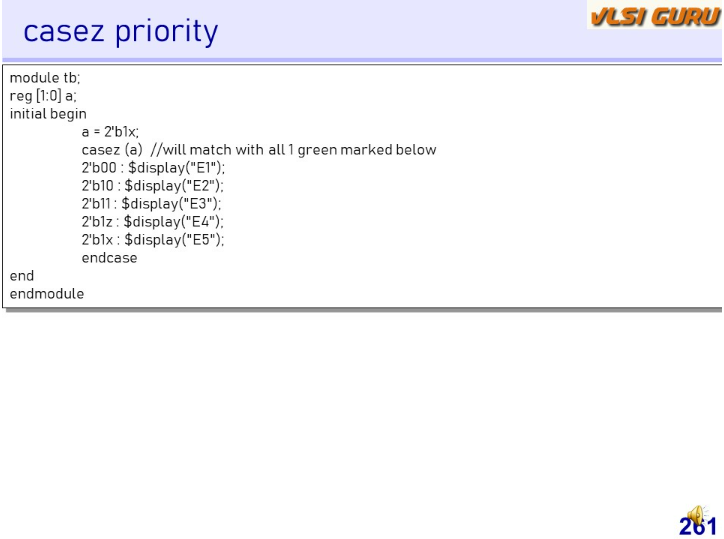 casez priority
VLSI GURU
module tb;
reg [1:0] a;
initial begin
a = 2'b1x;
casez (a) //will match with all 1 green marked below
2'b00 : $display("E1");
2'b10 : $display("E2");
2'b11 : $display("E3");
2'b1z : $display("E4");
2'b1x : $display("E5");
endcase
end
endmodule
261